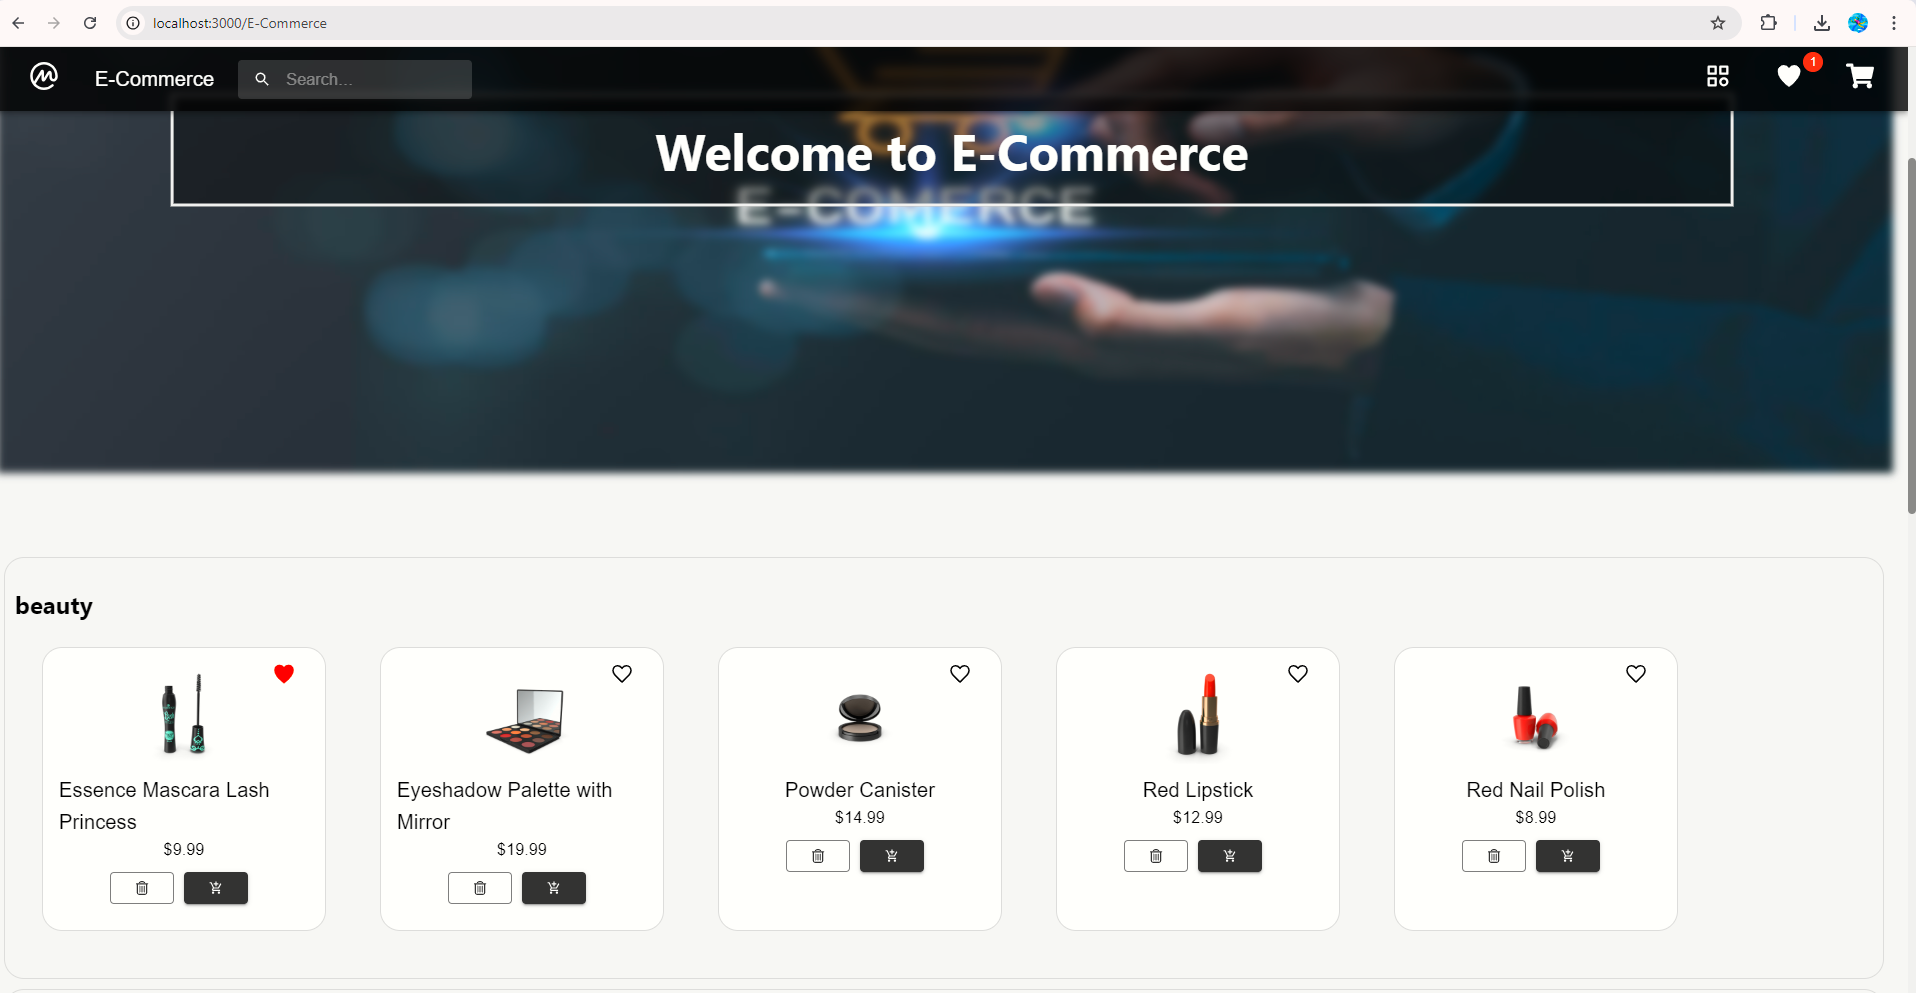 localhost:3000/E-Commerce
E-Commerce
Search...
1
Welcome to E-Commerce
E-COMERCE
beauty
Essence Mascara Lash
Princess
$9.99
Eyeshadow Palette with
Mirror
$19.99
Powder Canister
$14.99
Red Lipstick
$12.99
Red Nail Polish
$8.99